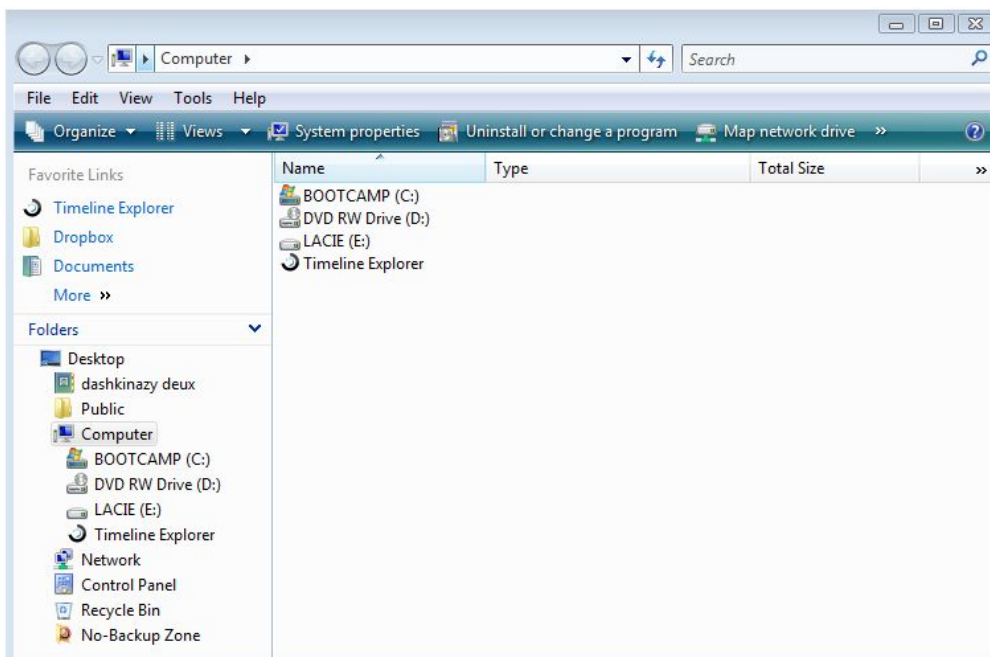 Computer
Search
File Edit View Tools Help
Organize Views System properties Uninstall or change a program Map network drive »
Favorite Links
Timeline Explorer
Dropbox
Documents
More »
Folders
Desktop
dashkinazy deux
Public
Computer
BOOTCAMP (C:)
DVD RW Drive (D:)
LACIE (E:)
Timeline Explorer
Network
Control Panel
Recycle Bin
No-Backup Zone
Name Type Total Size »
BOOTCAMP (C:)
DVD RW Drive (D:)
LACIE (E:)
Timeline Explorer